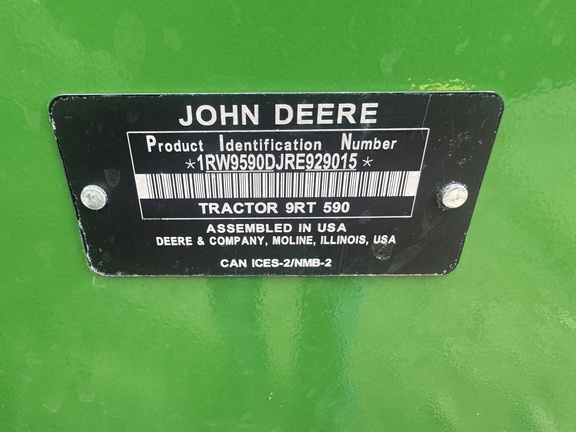 JOHN DEERE
Product Identification Number
*1RW9590DJRE929015*
TRACTOR 9RT 590
ASSEMBLED IN USA
DEERE & COMPANY, MOLINE, ILLINOIS, USA
CAN ICES-2/NMB-2